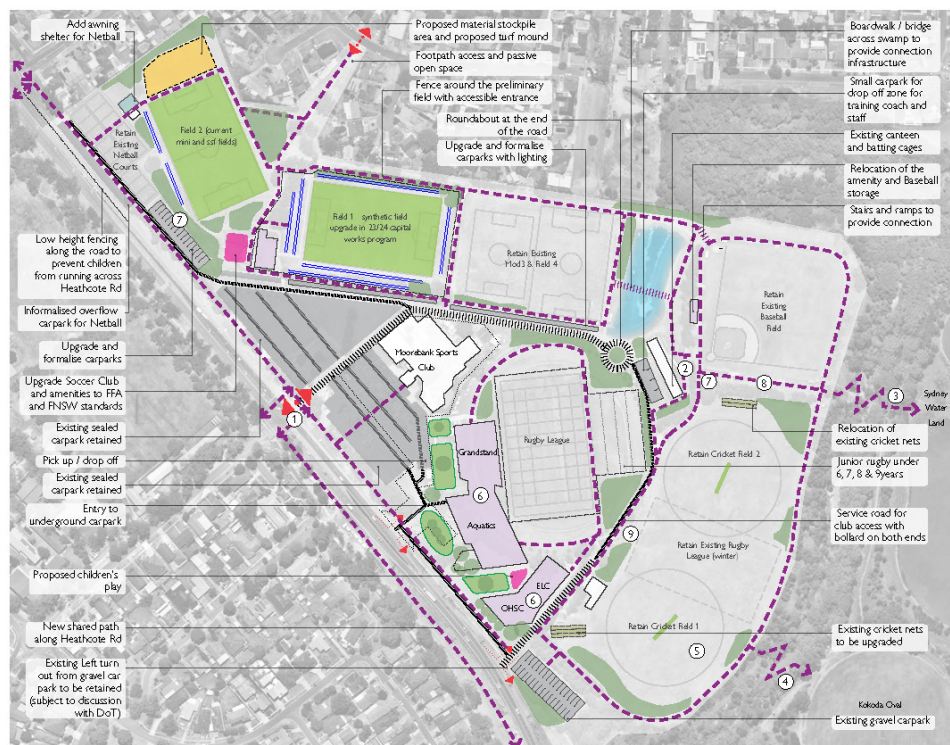 Add awning
shelter for Netball
Proposed material stockpile
area and proposed turf mound
Footpath access and passive
open space
Fence around the preliminary
field with accessible entrance
Roundabout at the end
of the road
Upgrade and formalise
carparks with lighting
Boardwalk / bridge
across swamp to
provide connection
infrastructure
Small carpark for
drop off zone for
training coach and
staff
Existing canteen
and batting cages
Relocation of the
amenity and Baseball
storage
Stairs and ramps to
provide connection
Retain
Existing
Netball
Courts
Field 2 (current
mini and ssf fields)
7
Field 1 synthetic field
upgrade in 23/24 capital
works program
Retain Existing
Mod3 & Field 4
Retain
Existing
Baseball
Field
Low height fencing
along the road to
prevent children
from running across
Heathcote Rd
Informalised overflow
carpark for Netball
Upgrade and
formalise carparks
Upgrade Soccer Club
and amenities to FFA
and FNSW standards
Existing sealed
carpark retained
Pick up / drop off
Existing sealed
carpark retained
Entry to
underground carpark
Proposed children's
play
New shared path
along Heathcote Rd
Existing Left turn
out from gravel car
park to be retained
(subject to discussion
with DoT)
Moorebank Sports
Club
1
2
7
8
3
Sydney
Water
Land
Grandstand
6
Aquatics
Rugby League
ELC
OHSC
6
Retain Cricket Field 2
9
Retain Existing Rugby
League (winter)
Retain Cricket Field 1
5
4
Relocation of
existing cricket nets
Junior rugby under
6, 7, 8 & 9years
Service road for
club access with
bollard on both ends
Existing cricket nets
to be upgraded
Kokoda Oval
Existing gravel carpark